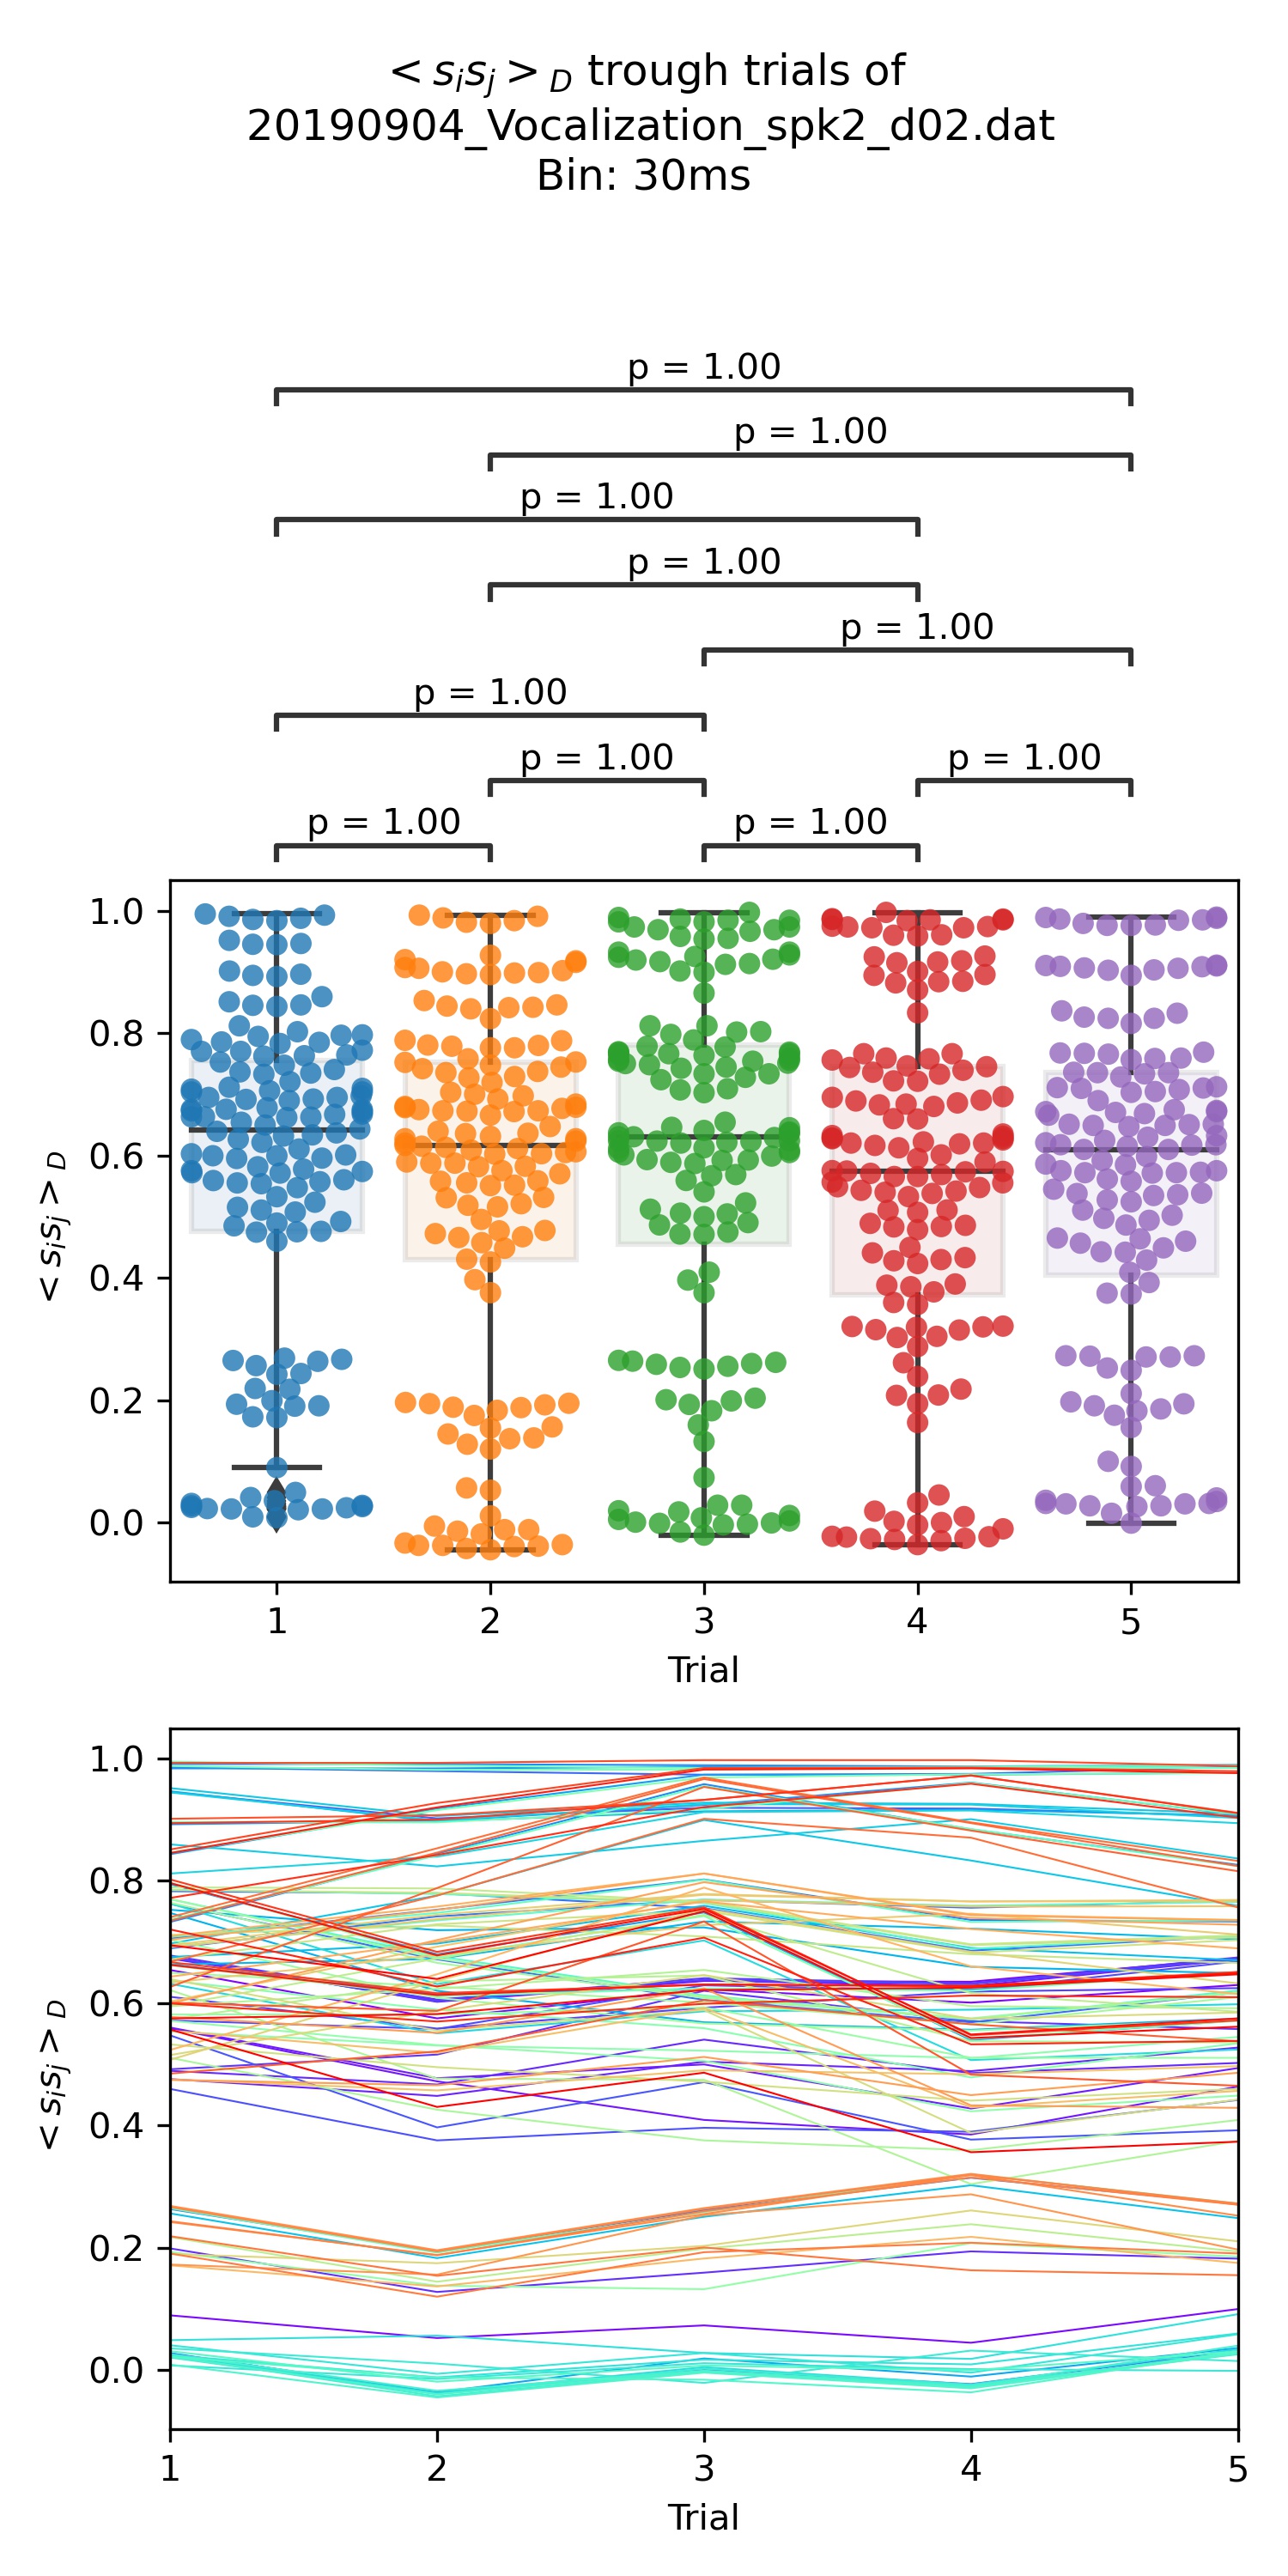 < s_i s_j >_D trough trials of
20190904_Vocalization_spk2_d02.dat
Bin: 30ms
p = 1.00
p = 1.00
p = 1.00
p = 1.00
p = 1.00
p = 1.00
p = 1.00 p = 1.00
p = 1.00 p = 1.00
1.0
0.8
0.6
0.4
0.2
0.0
< s_i s_j >_D
1 2 3 4 5
Trial
1.0
0.8
0.6
0.4
0.2
0.0
< s_i s_j >_D
1 2 3 4 5
Trial